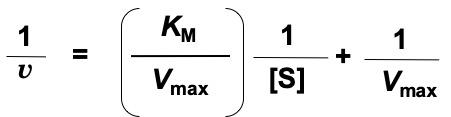 1/v = (K_M/V_max) 1/[S] + 1/V_max